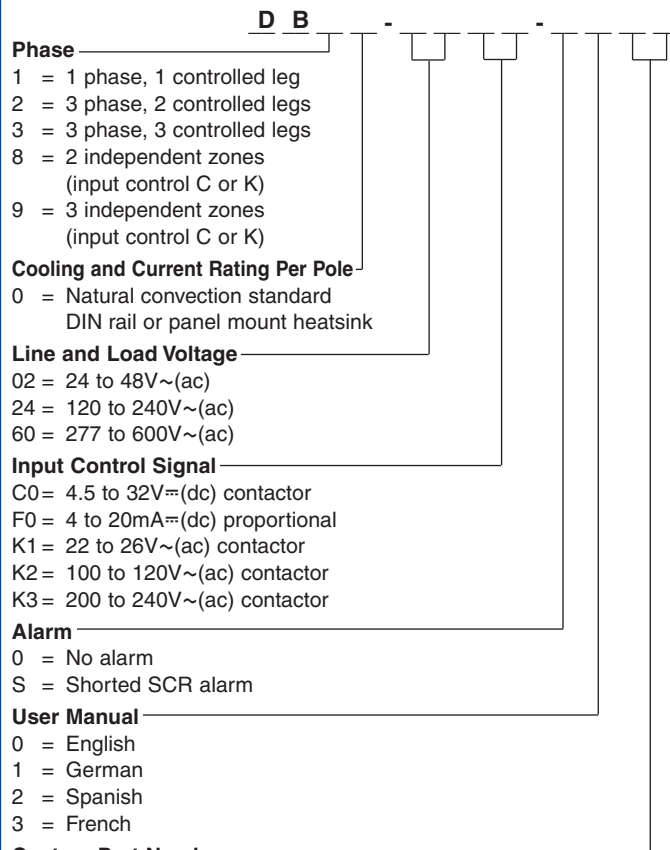 D B - -
Phase
1 = 1 phase, 1 controlled leg
2 = 3 phase, 2 controlled legs
3 = 3 phase, 3 controlled legs
8 = 2 independent zones
(input control C or K)
9 = 3 independent zones
(input control C or K)
Cooling and Current Rating Per Pole
0 = Natural convection standard
DIN rail or panel mount heatsink
Line and Load Voltage
02 = 24 to 48V~(ac)
24 = 120 to 240V~(ac)
60 = 277 to 600V~(ac)
Input Control Signal
C0 = 4.5 to 32V⎓(dc) contactor
F0 = 4 to 20mA⎓(dc) proportional
K1 = 22 to 26V~(ac) contactor
K2 = 100 to 120V~(ac) contactor
K3 = 200 to 240V~(ac) contactor
Alarm
0 = No alarm
S = Shorted SCR alarm
User Manual
0 = English
1 = German
2 = Spanish
3 = French